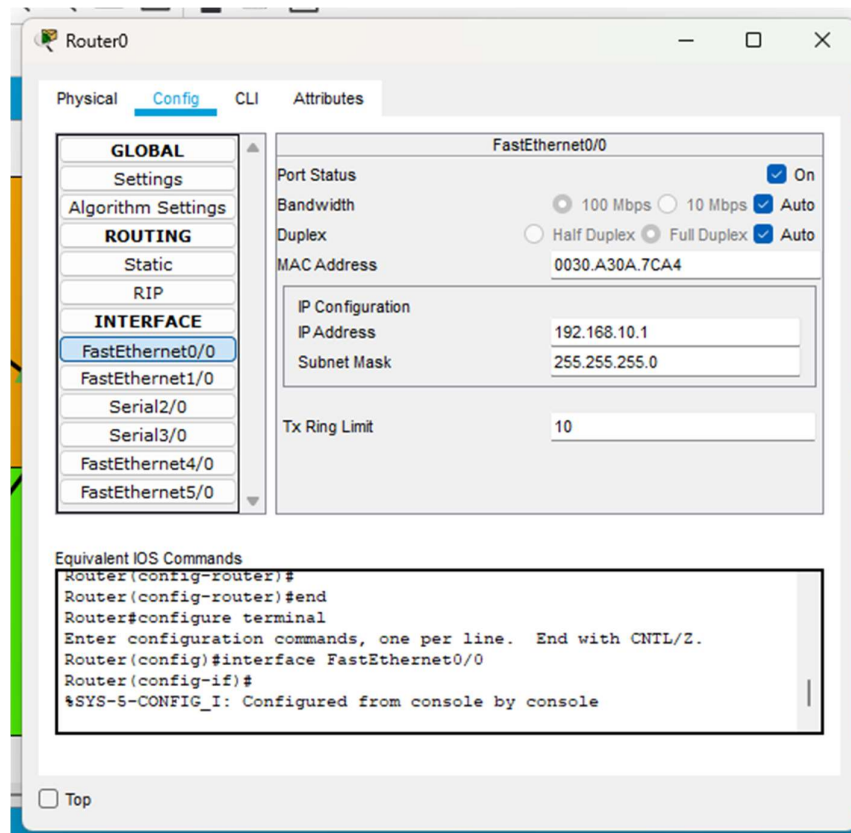 Router0
Physical Config CLI Attributes
GLOBAL
Settings
Algorithm Settings
ROUTING
Static
RIP
INTERFACE
FastEthernet0/0
FastEthernet1/0
Serial2/0
Serial3/0
FastEthernet4/0
FastEthernet5/0
FastEthernet0/0
Port Status On
Bandwidth 100 Mbps 10 Mbps Auto
Duplex Half Duplex Full Duplex Auto
MAC Address 0030.A30A.7CA4
IP Configuration
IP Address 192.168.10.1
Subnet Mask 255.255.255.0
Tx Ring Limit 10
Equivalent IOS Commands
Router(config-router)#
Router(config-router)#end
Router#configure terminal
Enter configuration commands, one per line. End with CNTL/Z.
Router(config)#interface FastEthernet0/0
Router(config-if)#
%SYS-5-CONFIG_I: Configured from console by console
Top